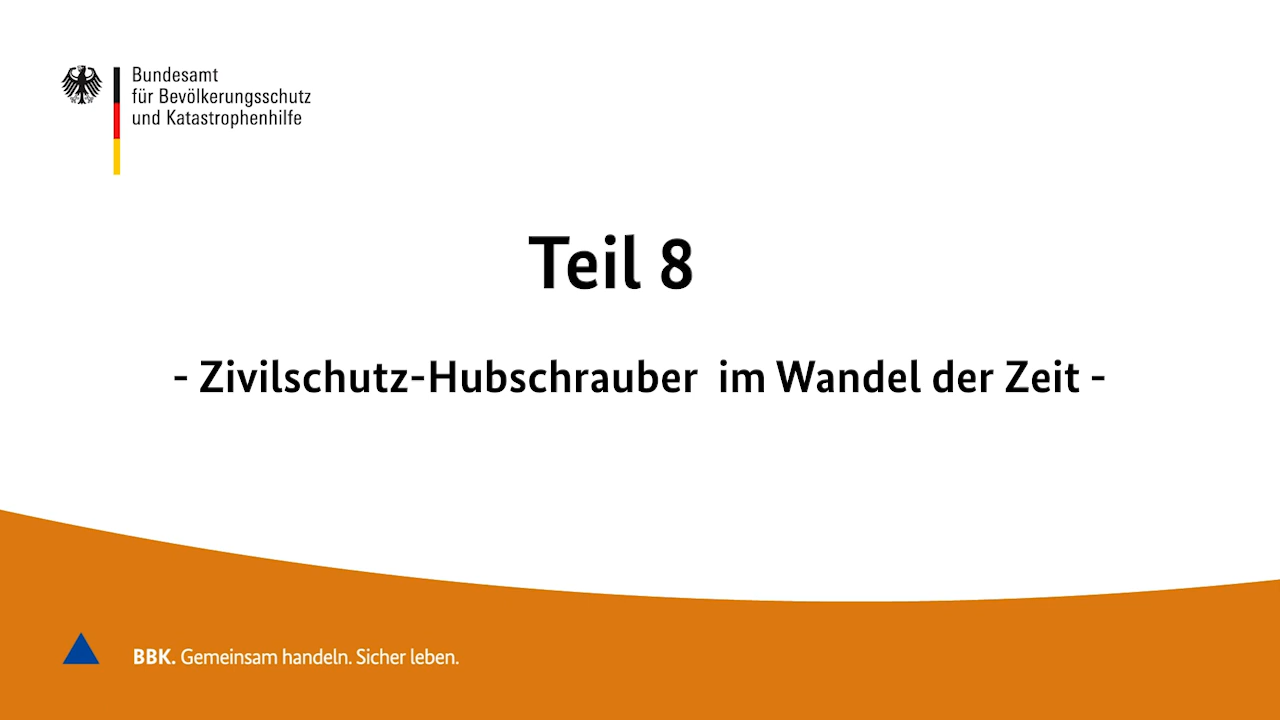 Bundesamt
für Bevölkerungsschutz
und Katastrophenhilfe
Teil 8
- Zivilschutz-Hubschrauber im Wandel der Zeit -
BBK. Gemeinsam handeln. Sicher leben.